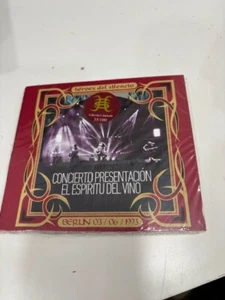 héroes del silencio
CONCIERTO PRESENTACIÓN
EL ESPÍRITU DEL VINO
BERLÍN 03/06/1993